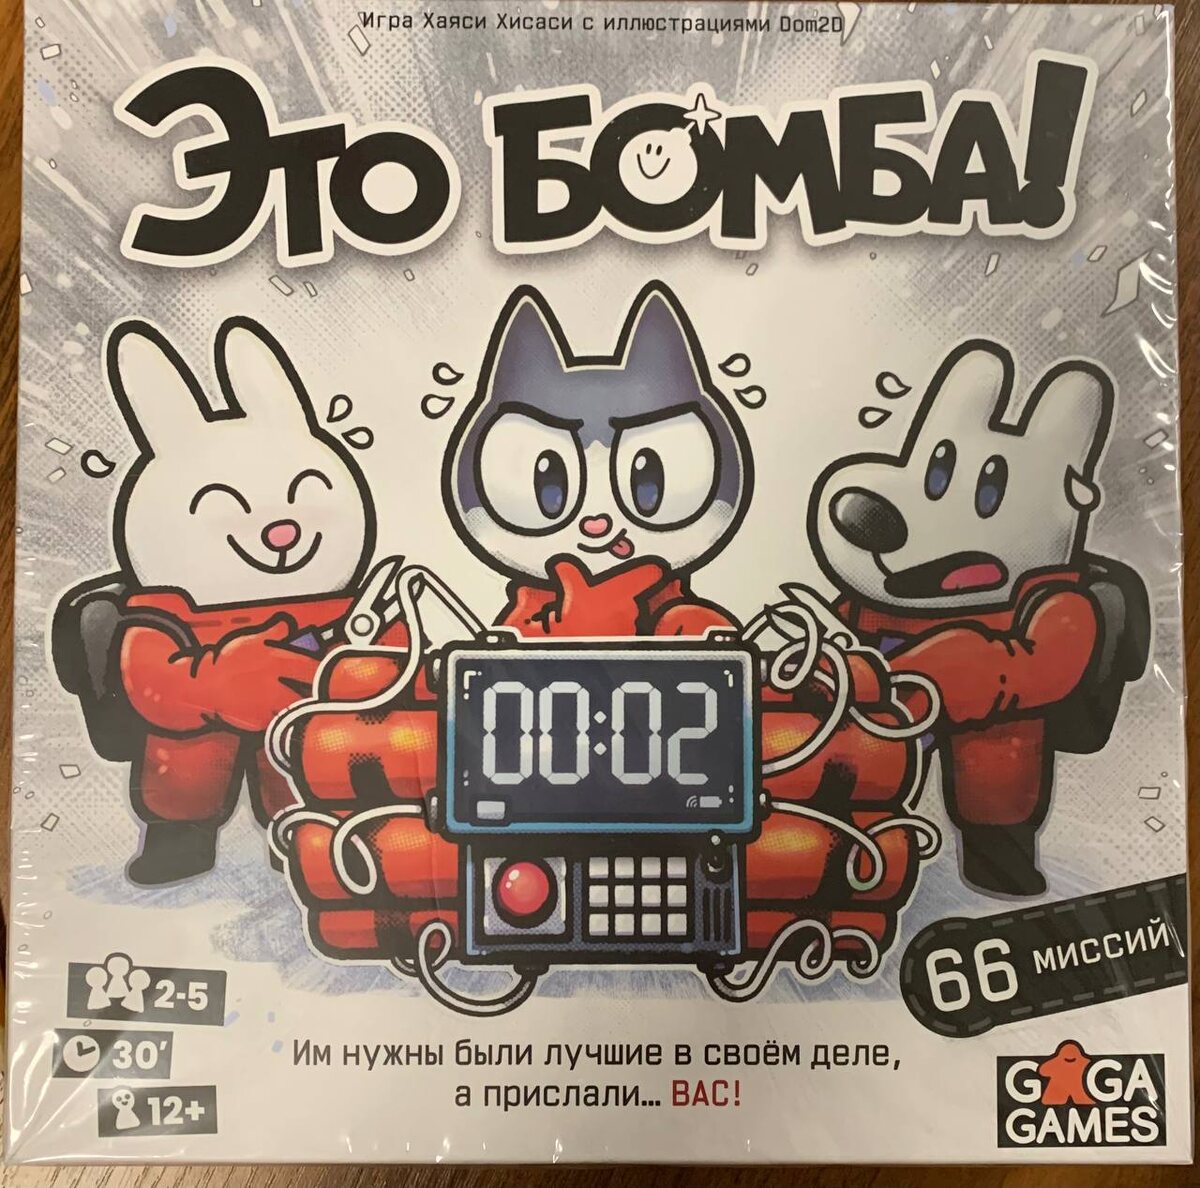 Игра Хаяси Хисаси с иллюстрациями Dom2D
Это БОМБА!
00:02
66 миссий
2-5
30'
12+
Им нужны были лучшие в своём деле,
а прислали... ВАС!
GAGA
GAMES